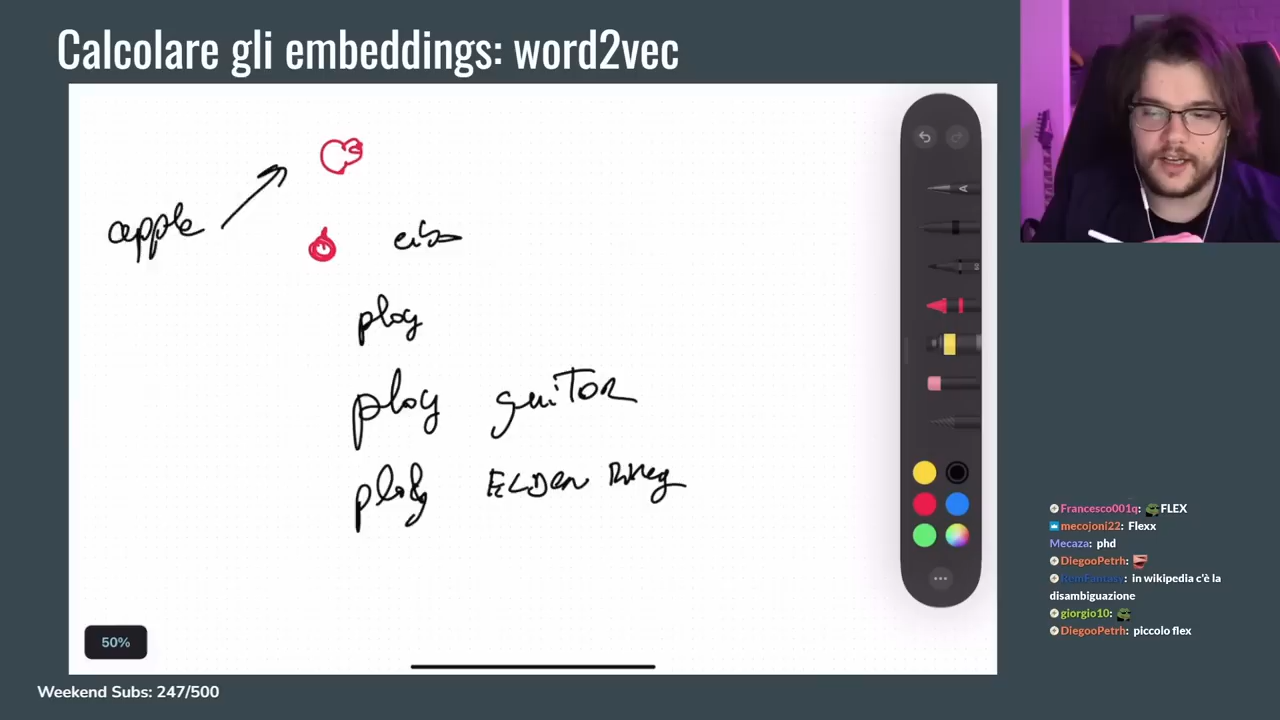 Calcolare gli embeddings: word2vec
apple
play
play guitar
play ELDEN RING
50%
Weekend Subs: 247/500
Francesco001q: FLEX
mecojoni22: Flexx
Mecaza: phd
DiegooPetrh:
RemFantasy: in wikipedia c'è la
disambiguazione
giorgio10:
DiegooPetrh: piccolo flex